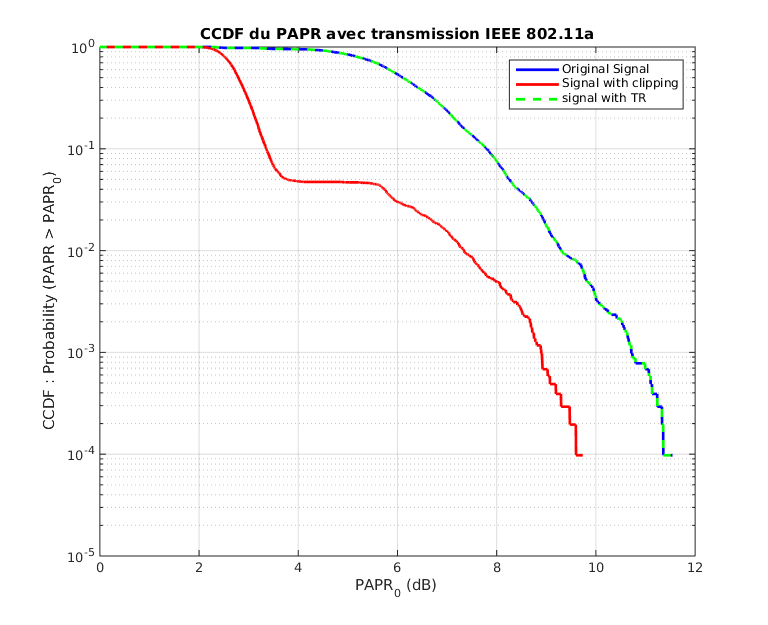 CCDF du PAPR avec transmission IEEE 802.11a
Original Signal
Signal with clipping
signal with TR
10^0
10^-1
10^-2
10^-3
10^-4
10^-5
CCDF : Probability (PAPR > PAPR_0)
0 2 4 6 8 10 12
PAPR_0 (dB)